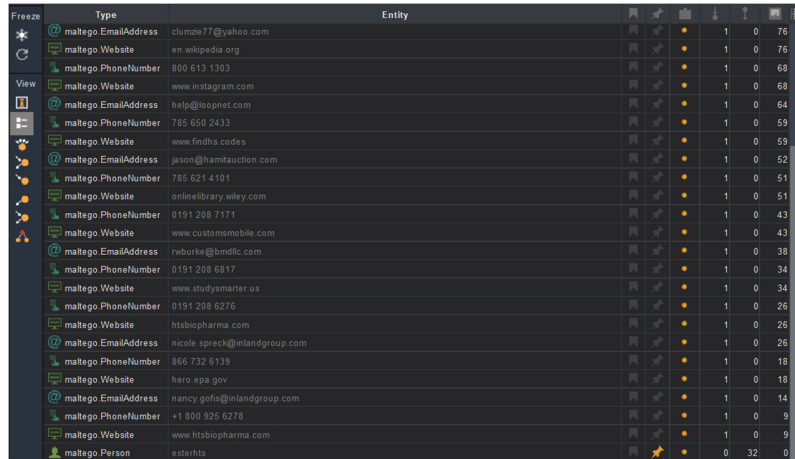 Freeze Type Entity
maltego.EmailAddress clumzie77@yahoo.com 1 0 76
maltego.Website en.wikipedia.org 1 0 76
maltego.PhoneNumber 800 613 1303 1 0 68
View maltego.Website www.instagram.com 1 0 68
maltego.EmailAddress help@loopnet.com 1 0 64
maltego.PhoneNumber 785 650 2433 1 0 59
maltego.Website www.findhs.codes 1 0 59
maltego.EmailAddress jason@hamitauction.com 1 0 52
maltego.PhoneNumber 785 621 4101 1 0 51
maltego.Website onlinelibrary.wiley.com 1 0 51
maltego.PhoneNumber 0191 208 7171 1 0 43
maltego.Website www.customsmobile.com 1 0 43
maltego.EmailAddress rwburke@bmdllc.com 1 0 38
maltego.PhoneNumber 0191 208 6817 1 0 34
maltego.Website www.studysmarter.us 1 0 34
maltego.PhoneNumber 0191 208 6276 1 0 26
maltego.Website htsbiopharma.com 1 0 26
maltego.EmailAddress nicole.spreck@inlandgroup.com 1 0 26
maltego.PhoneNumber 866 732 6139 1 0 18
maltego.Website hero.epa.gov 1 0 18
maltego.EmailAddress nancy.gofis@inlandgroup.com 1 0 14
maltego.PhoneNumber +1 800 925 6278 1 0 9
maltego.Website www.htsbiopharma.com 1 0 9
maltego.Person esterhts 0 32 0